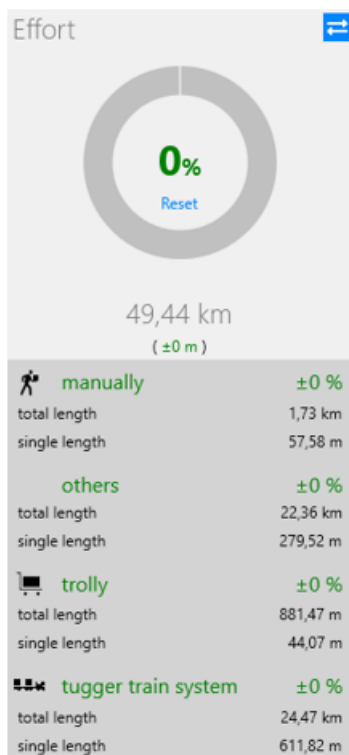 Effort
0%
Reset
49,44 km
( ±0 m )
manually ±0 %
total length 1,73 km
single length 57,58 m
others ±0 %
total length 22,36 km
single length 279,52 m
trolly ±0 %
total length 881,47 m
single length 44,07 m
tugger train system ±0 %
total length 24,47 km
single length 611,82 m